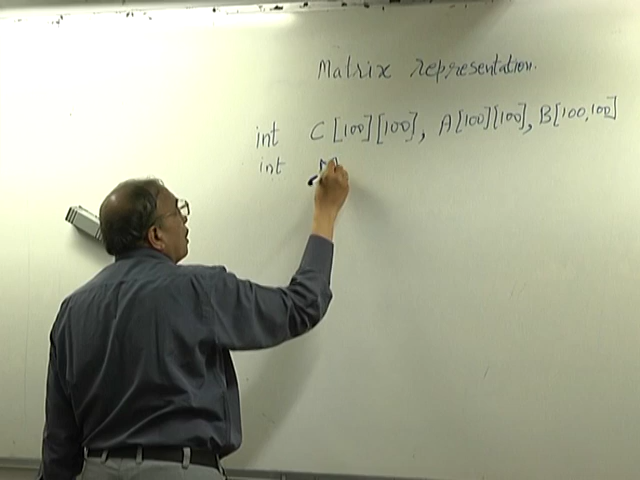 Matrix representation.
int C[100][100], A[100][100], B[100,100]
int